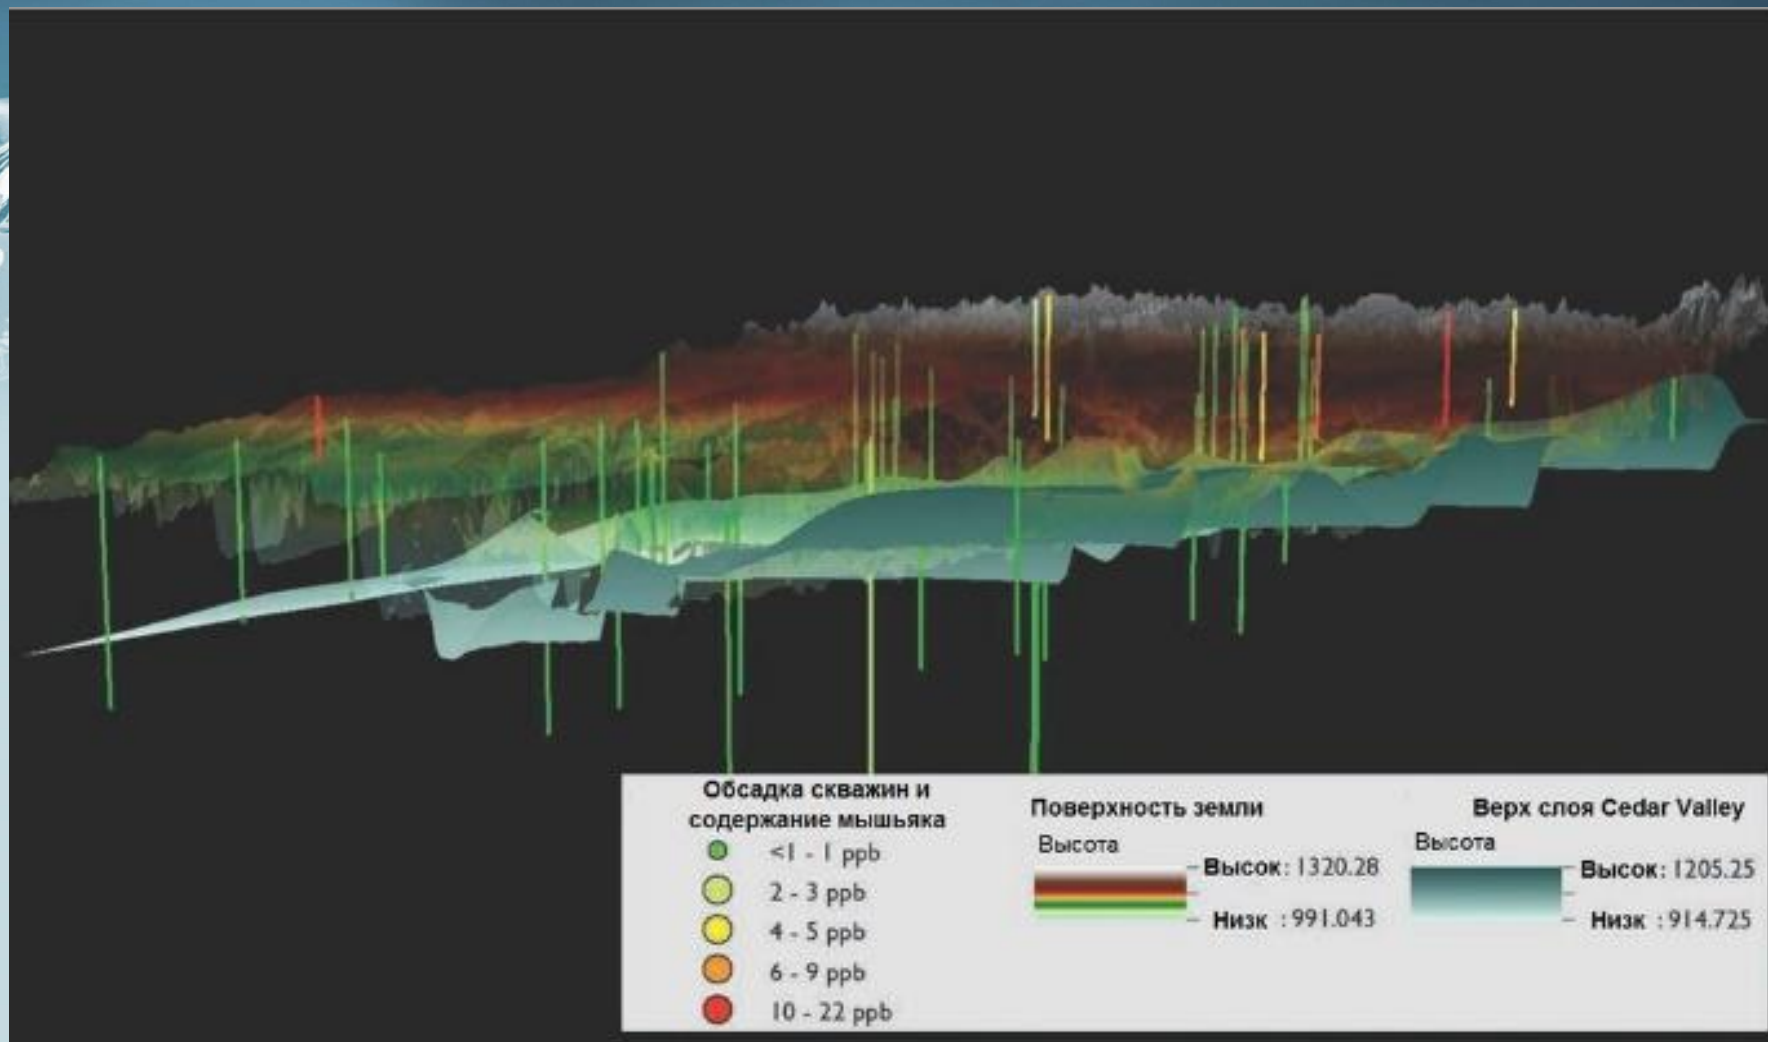 Обсадка скважин и
содержание мышьяка
<1 - 1 ppb
2 - 3 ppb
4 - 5 ppb
6 - 9 ppb
10 - 22 ppb
Поверхность земли
Высота
Высок: 1320.28
Низк : 991.043
Верх слоя Cedar Valley
Высота
Высок: 1205.25
Низк : 914.725